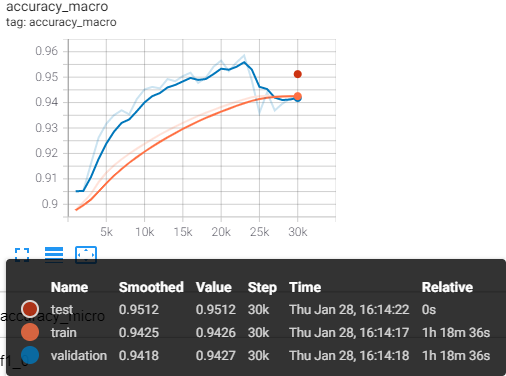 accuracy_macro
tag: accuracy_macro
0.96
0.95
0.94
0.93
0.92
0.91
0.9
5k 10k 15k 20k 25k 30k
Name Smoothed Value Step Time Relative
test 0.9512 0.9512 30k Thu Jan 28, 16:14:22 0s
accuracy_micro
train 0.9425 0.9426 30k Thu Jan 28, 16:14:17 1h 18m 36s
validation 0.9418 0.9427 30k Thu Jan 28, 16:14:18 1h 18m 36s